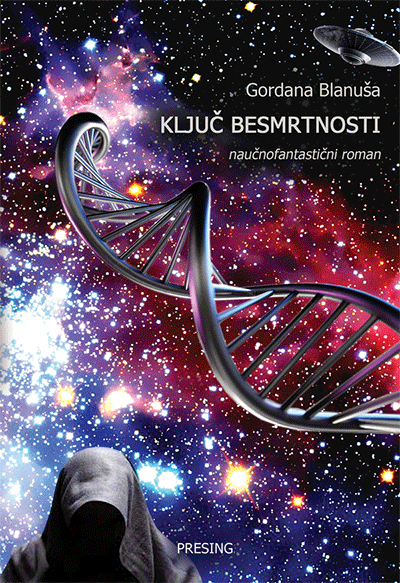 Gordana Blanuša
KLJUČ BESMRTNOSTI
naučnofantastični roman
PRESING